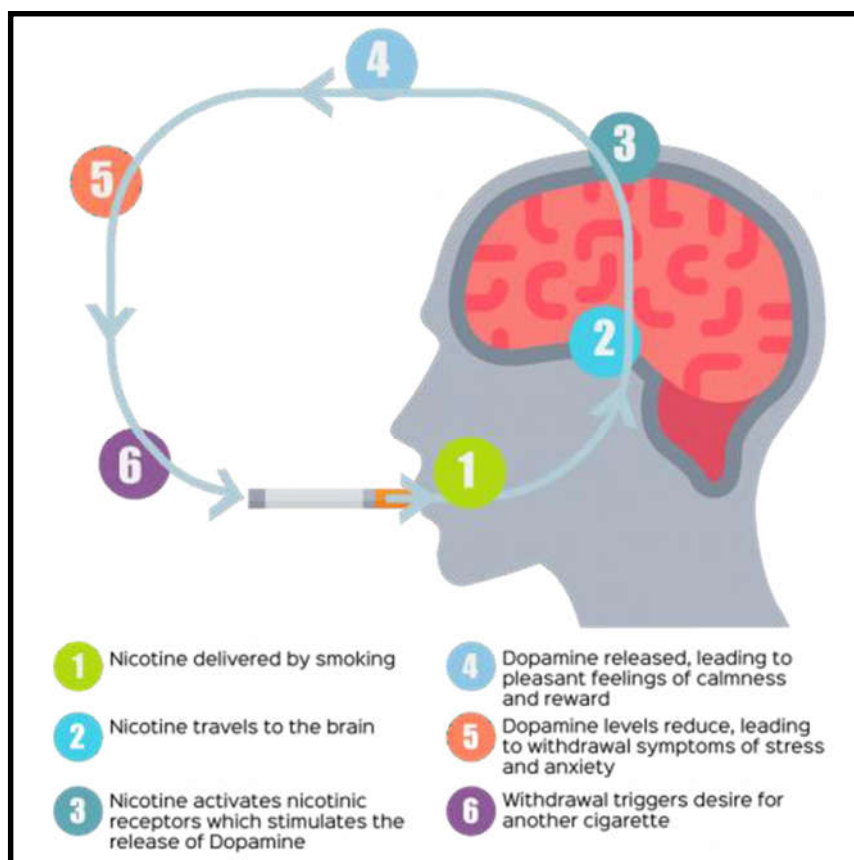 4
3
5
2
6
1
1 Nicotine delivered by smoking
2 Nicotine travels to the brain
3 Nicotine activates nicotinic
receptors which stimulates the
release of Dopamine
4 Dopamine released, leading to
pleasant feelings of calmness
and reward
5 Dopamine levels reduce, leading
to withdrawal symptoms of stress
and anxiety
6 Withdrawal triggers desire for
another cigarette